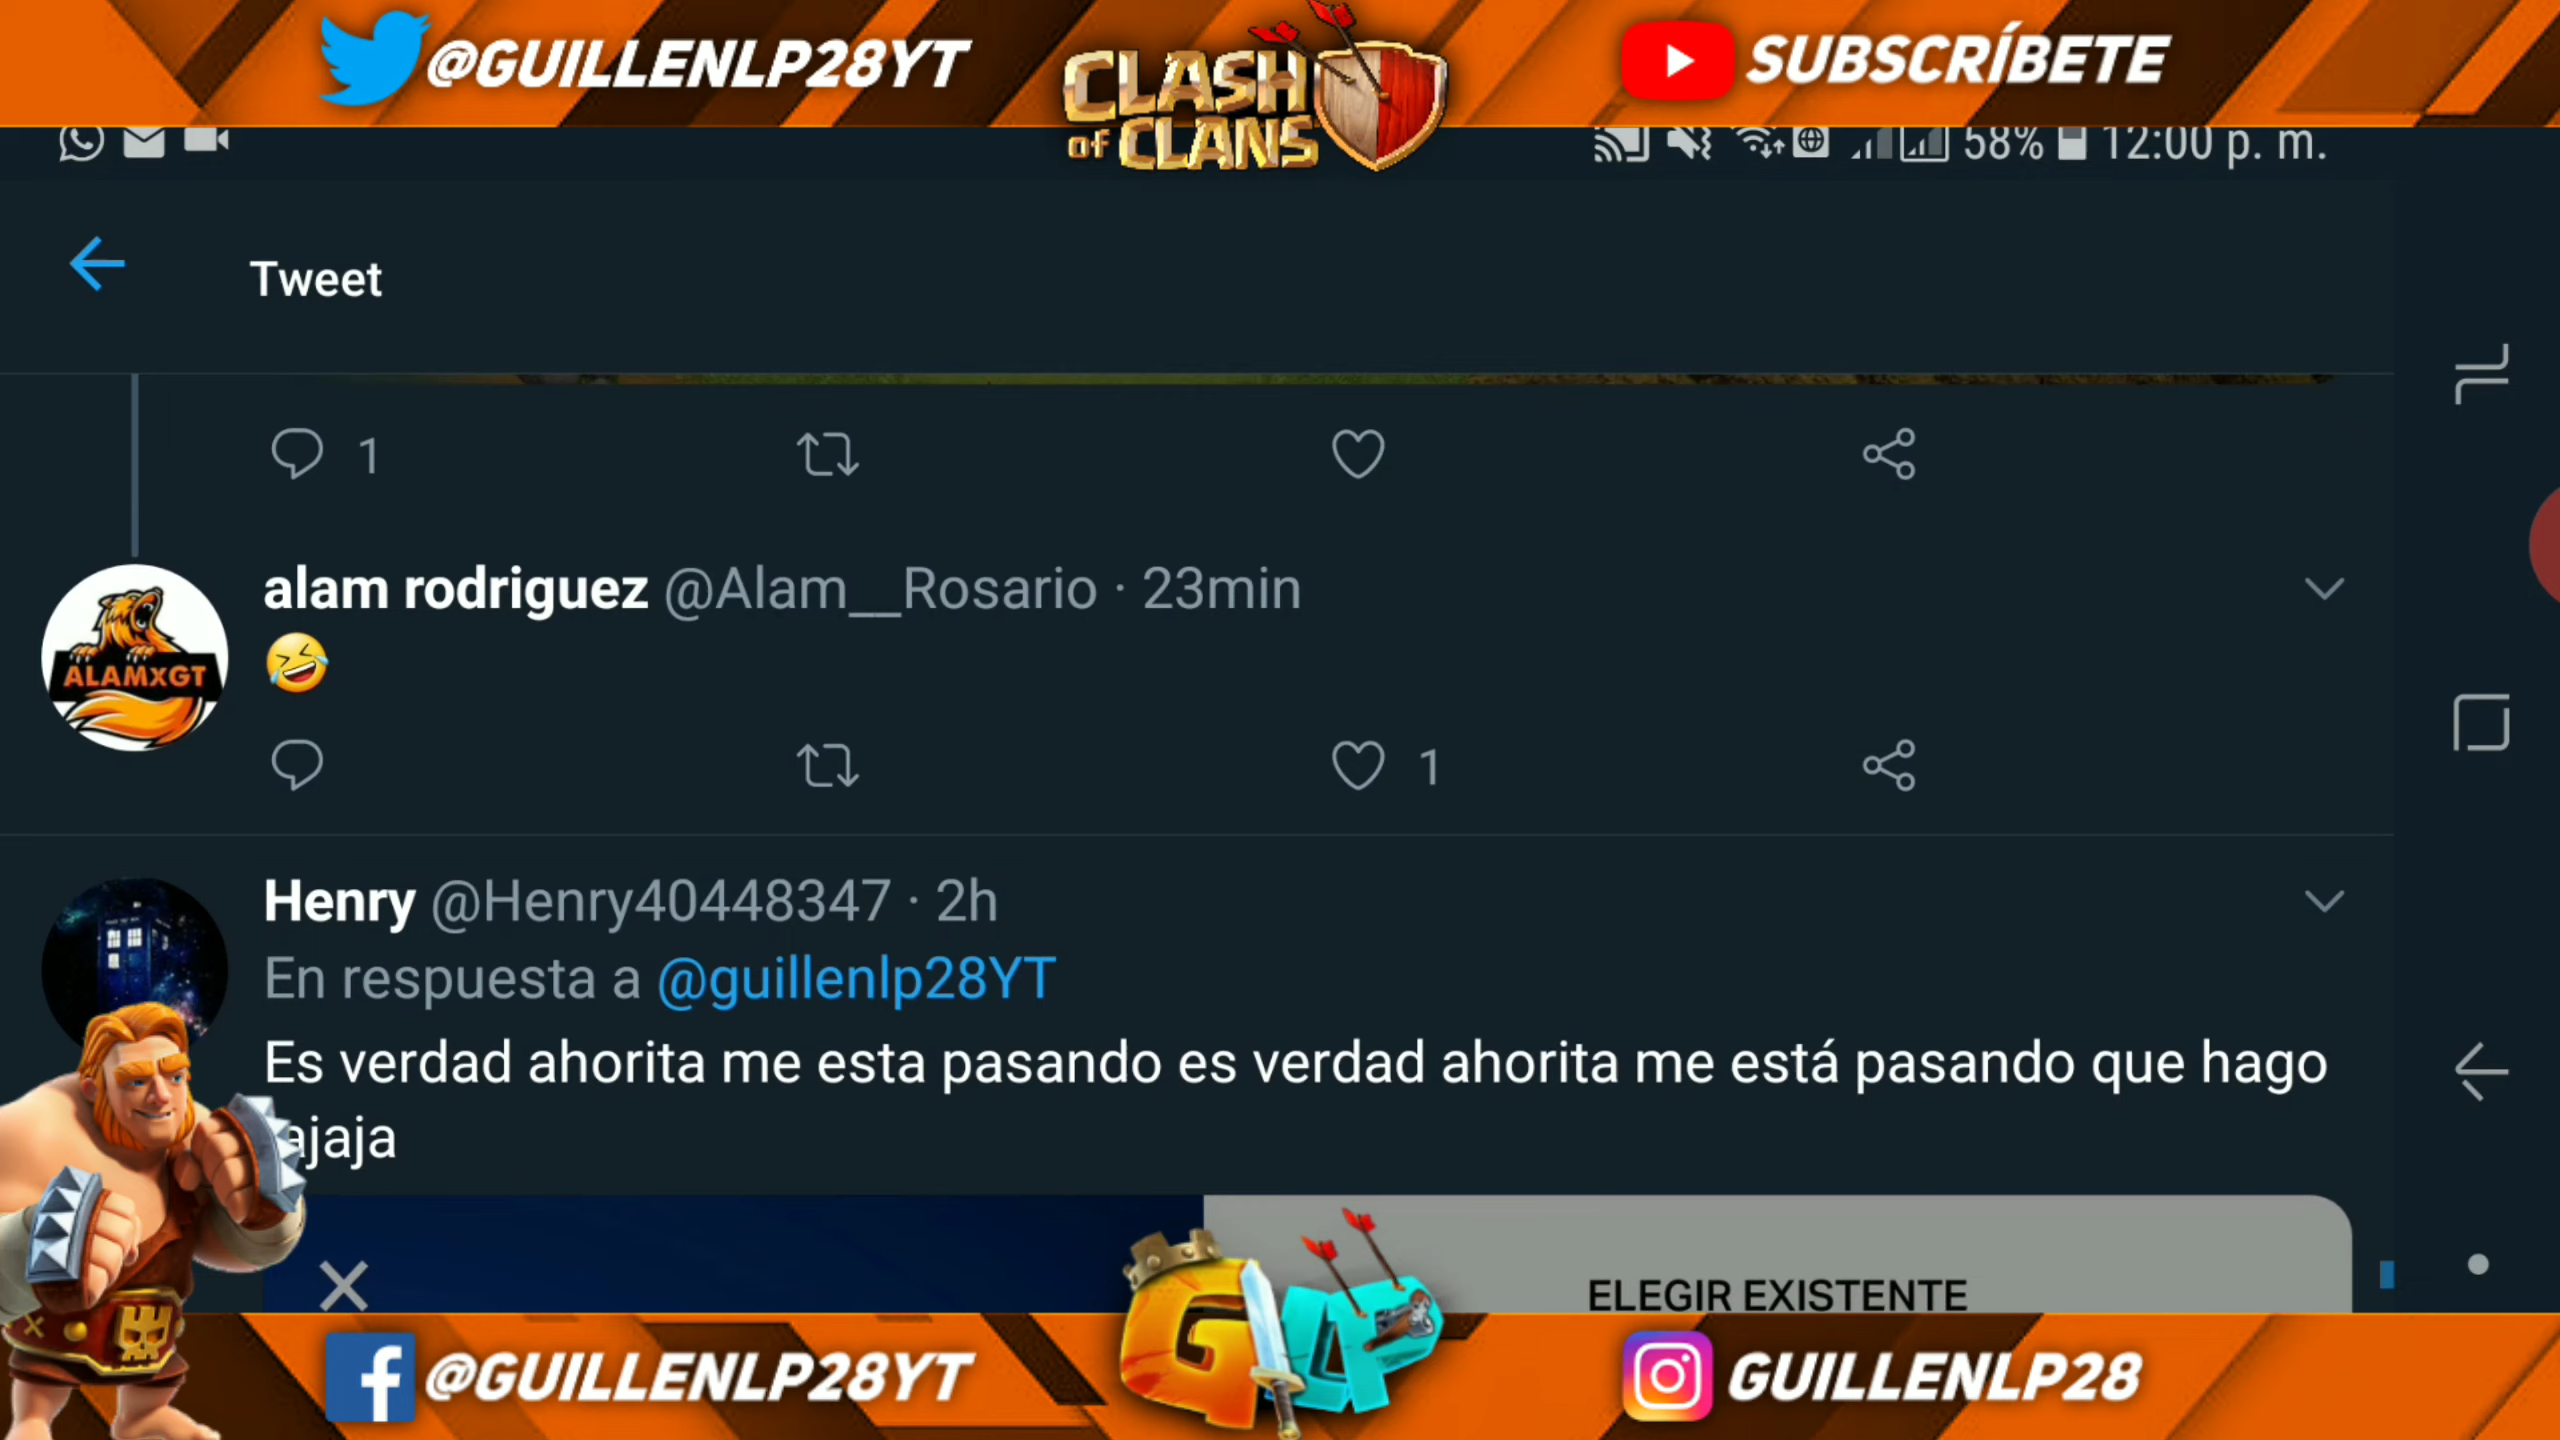 @GUILLENLP28YT
CLASH
of CLANS
SUBSCRÍBETE
58% 12:00 p. m.
Tweet
1
alam rodriguez @Alam__Rosario · 23min
🤣
ALAMxGT
1
Henry @Henry40448347 · 2h
En respuesta a @guillenlp28YT
Es verdad ahorita me esta pasando es verdad ahorita me está pasando que hago
ajaja
ELEGIR EXISTENTE
GLP
@GUILLENLP28YT
GUILLENLP28